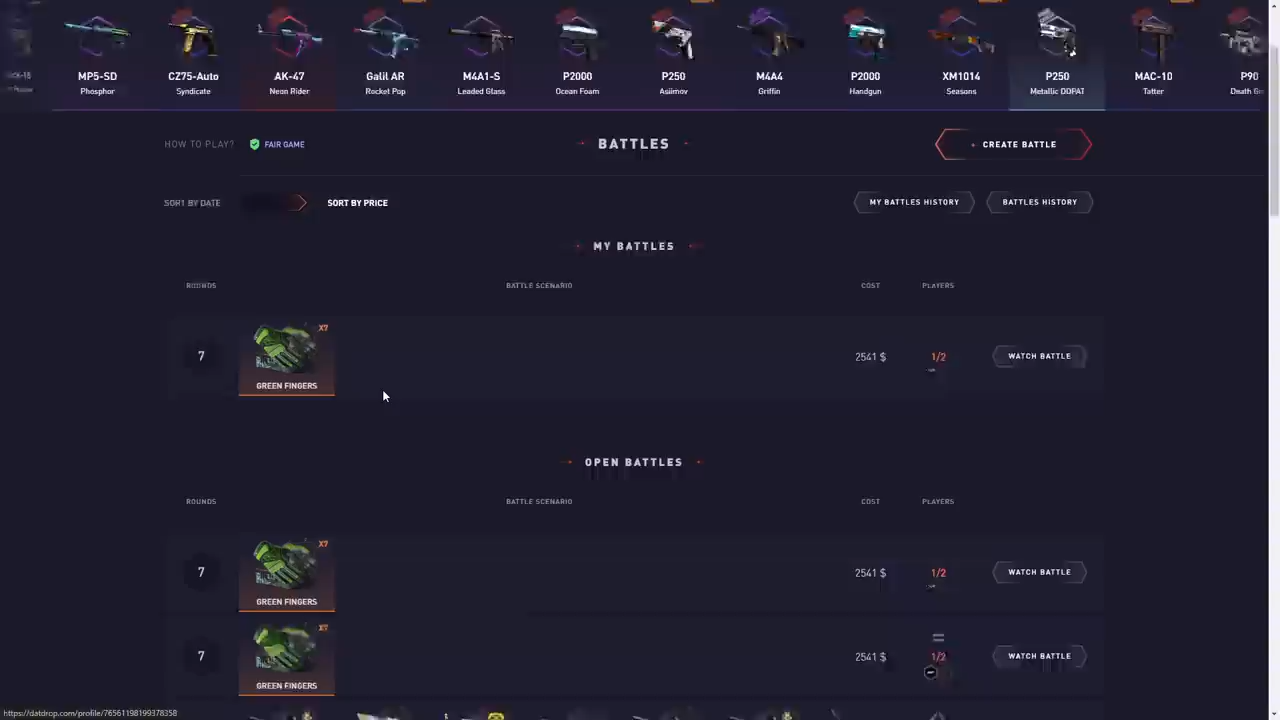 MP5-SD CZ75-Auto AK-47 Galil AR M4A1-S P2000 P250 M4A4 P2000 XM1014 P250 MAC-10 P90
Phosphor Syndicate Neon Rider Rocket Pop Leaded Glass Ocean Foam Asiimov Griffin Handgun Seasons Metallic DDPAT Tatter Death
HOW TO PLAY? FAIR GAME BATTLES + CREATE BATTLE
SORT BY DATE SORT BY PRICE MY BATTLES HISTORY BATTLES HISTORY
MY BATTLES
ROUNDS BATTLE SCENARIO COST PLAYERS
X7
7 2541 $ 1/2 WATCH BATTLE
GREEN FINGERS
OPEN BATTLES
ROUNDS BATTLE SCENARIO COST PLAYERS
X7
7 2541 $ 1/2 WATCH BATTLE
GREEN FINGERS
X7
7 2541 $ 1/2 WATCH BATTLE
GREEN FINGERS
https://datdrop.com/profile/76561198199378358